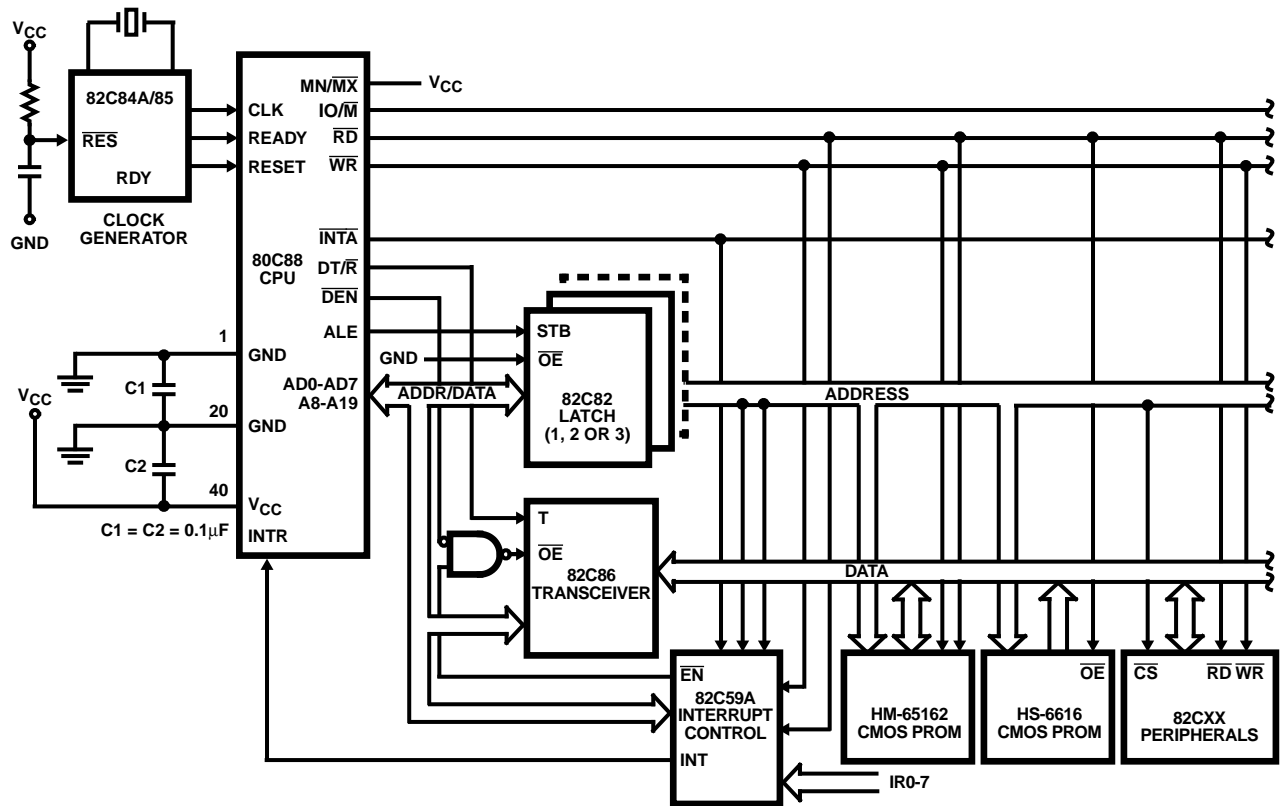 VCC
82C84A/85
RES
RDY
CLOCK
GENERATOR
GND
MN/MX
VCC
IO/M
CLK
RD
READY
WR
RESET
INTA
80C88
CPU
DT/R
DEN
ALE
1
GND
C1
VCC
20
GND
C2
40
VCC
C1 = C2 = 0.1μF
INTR
AD0-AD7
A8-A19
ADDR/DATA
STB
GND
OE
82C82
LATCH
(1, 2 OR 3)
ADDRESS
T
OE
82C86
TRANSCEIVER
DATA
EN
82C59A
INTERRUPT
CONTROL
INT
IR0-7
HM-65162
CMOS PROM
OE
HS-6616
CMOS PROM
CS
RD WR
82CXX
PERIPHERALS